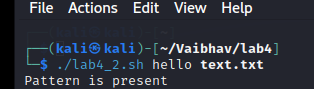 File Actions Edit View Help
┌──(kali㉿kali)-[~/Vaibhav/lab4]
└─$ ./lab4_2.sh hello text.txt
Pattern is present